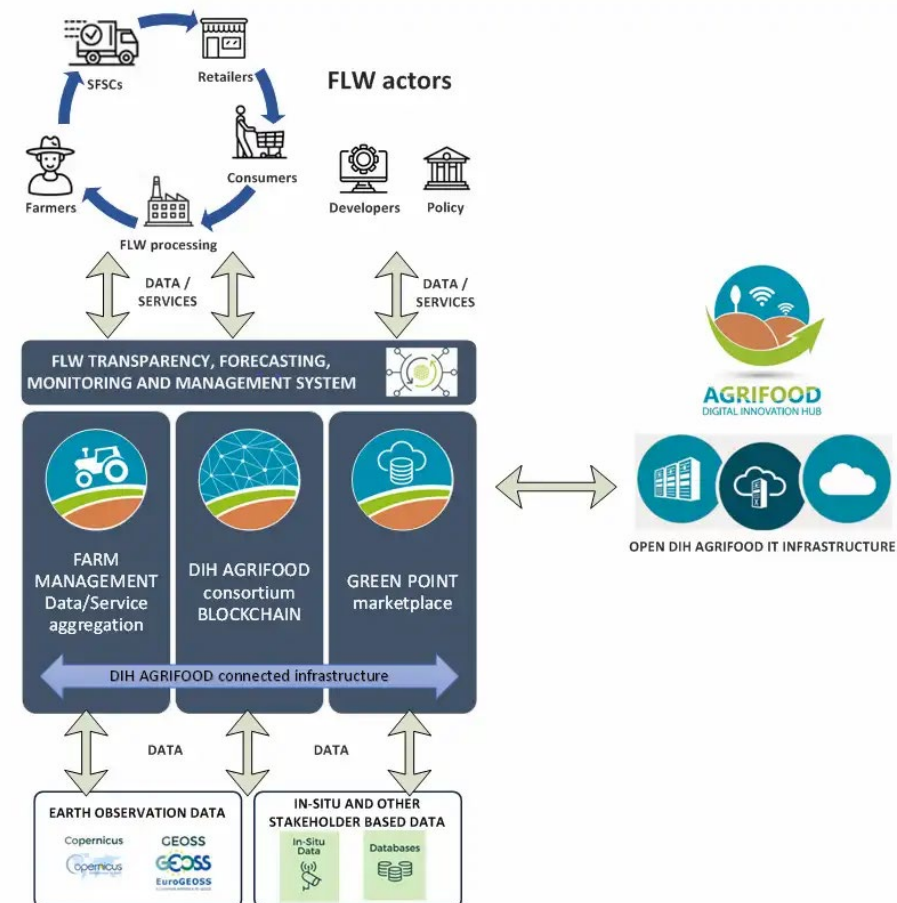 SFSCs
Retailers
FLW actors
Farmers
Consumers
Developers
Policy
FLW processing
DATA /
SERVICES
DATA /
SERVICES
FLW TRANSPARENCY, FORECASTING,
MONITORING AND MANAGEMENT SYSTEM
AGRIFOOD
DIGITAL INNOVATION HUB
FARM
MANAGEMENT
Data/Service
aggregation
DIH AGRIFOOD
consortium
BLOCKCHAIN
GREEN POINT
marketplace
OPEN DIH AGRIFOOD IT INFRASTRUCTURE
DIH AGRIFOOD connected infrastructure
DATA
DATA
EARTH OBSERVATION DATA
Copernicus
GEOSS
opernicus
GEOSS
EuroGEOSS
IN-SITU AND OTHER
STAKEHOLDER BASED DATA
In-Situ
Data
Databases